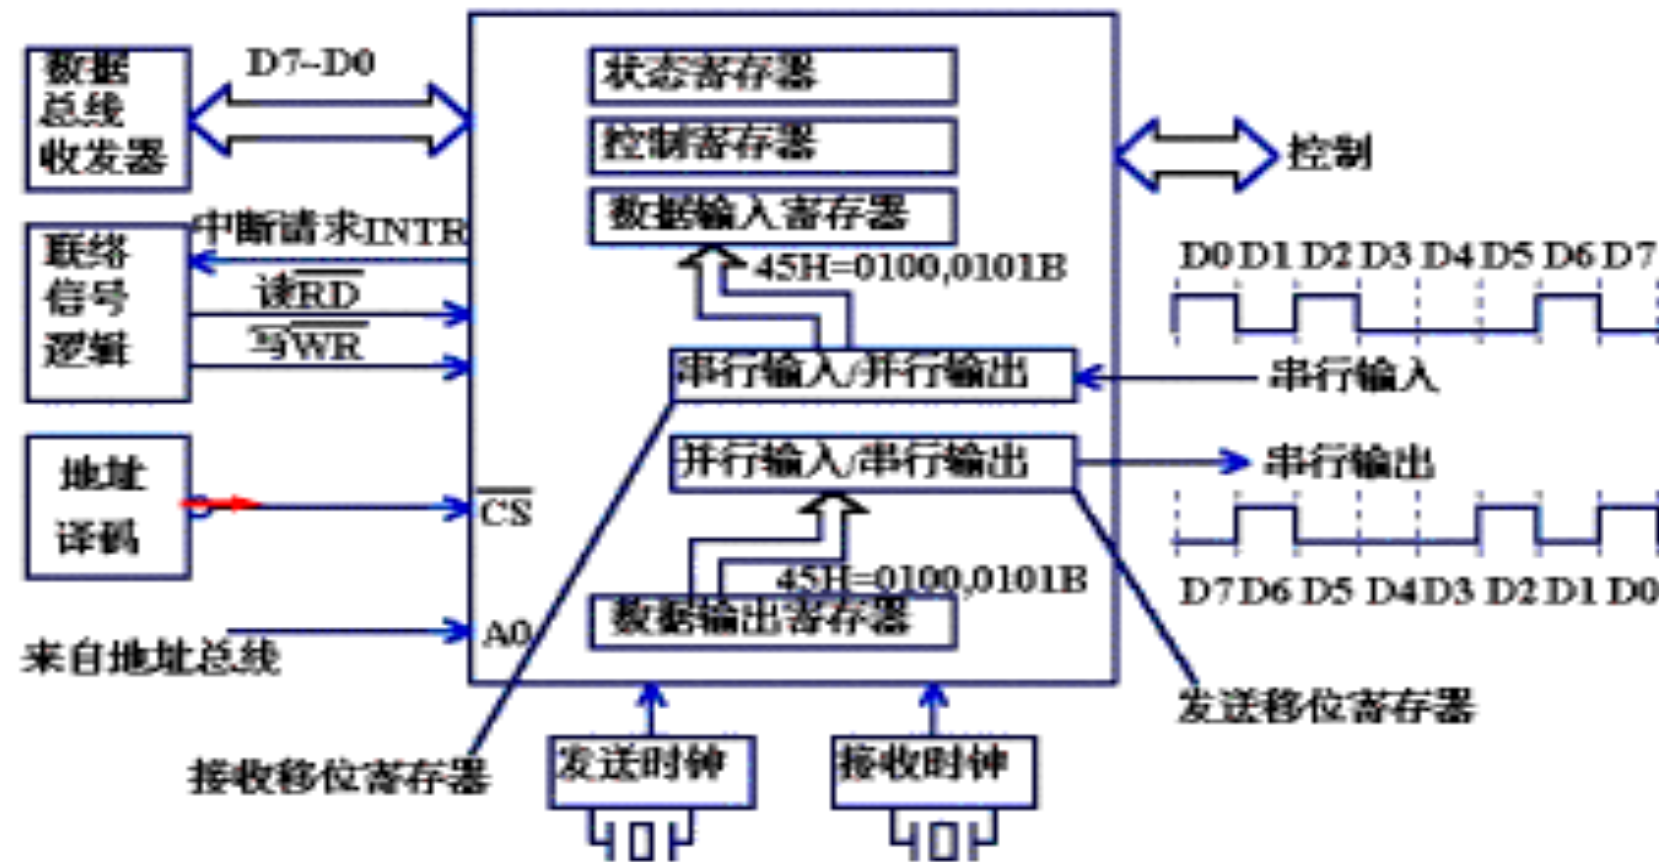 数据
总线
收发器
D7~D0
状态寄存器
控制寄存器
数据输入寄存器
控制
联络
信号
逻辑
中断请求INTR
读RD
写WR
45H=0100,0101B
D0 D1 D2 D3 D4 D5 D6 D7
串行输入/并行输出
串行输入
并行输入/串行输出
串行输出
地址
译码
CS
45H=0100,0101B
D7 D6 D5 D4 D3 D2 D1 D0
数据输出寄存器
A0
来自地址总线
发送移位寄存器
接收移位寄存器
发送时钟
接收时钟